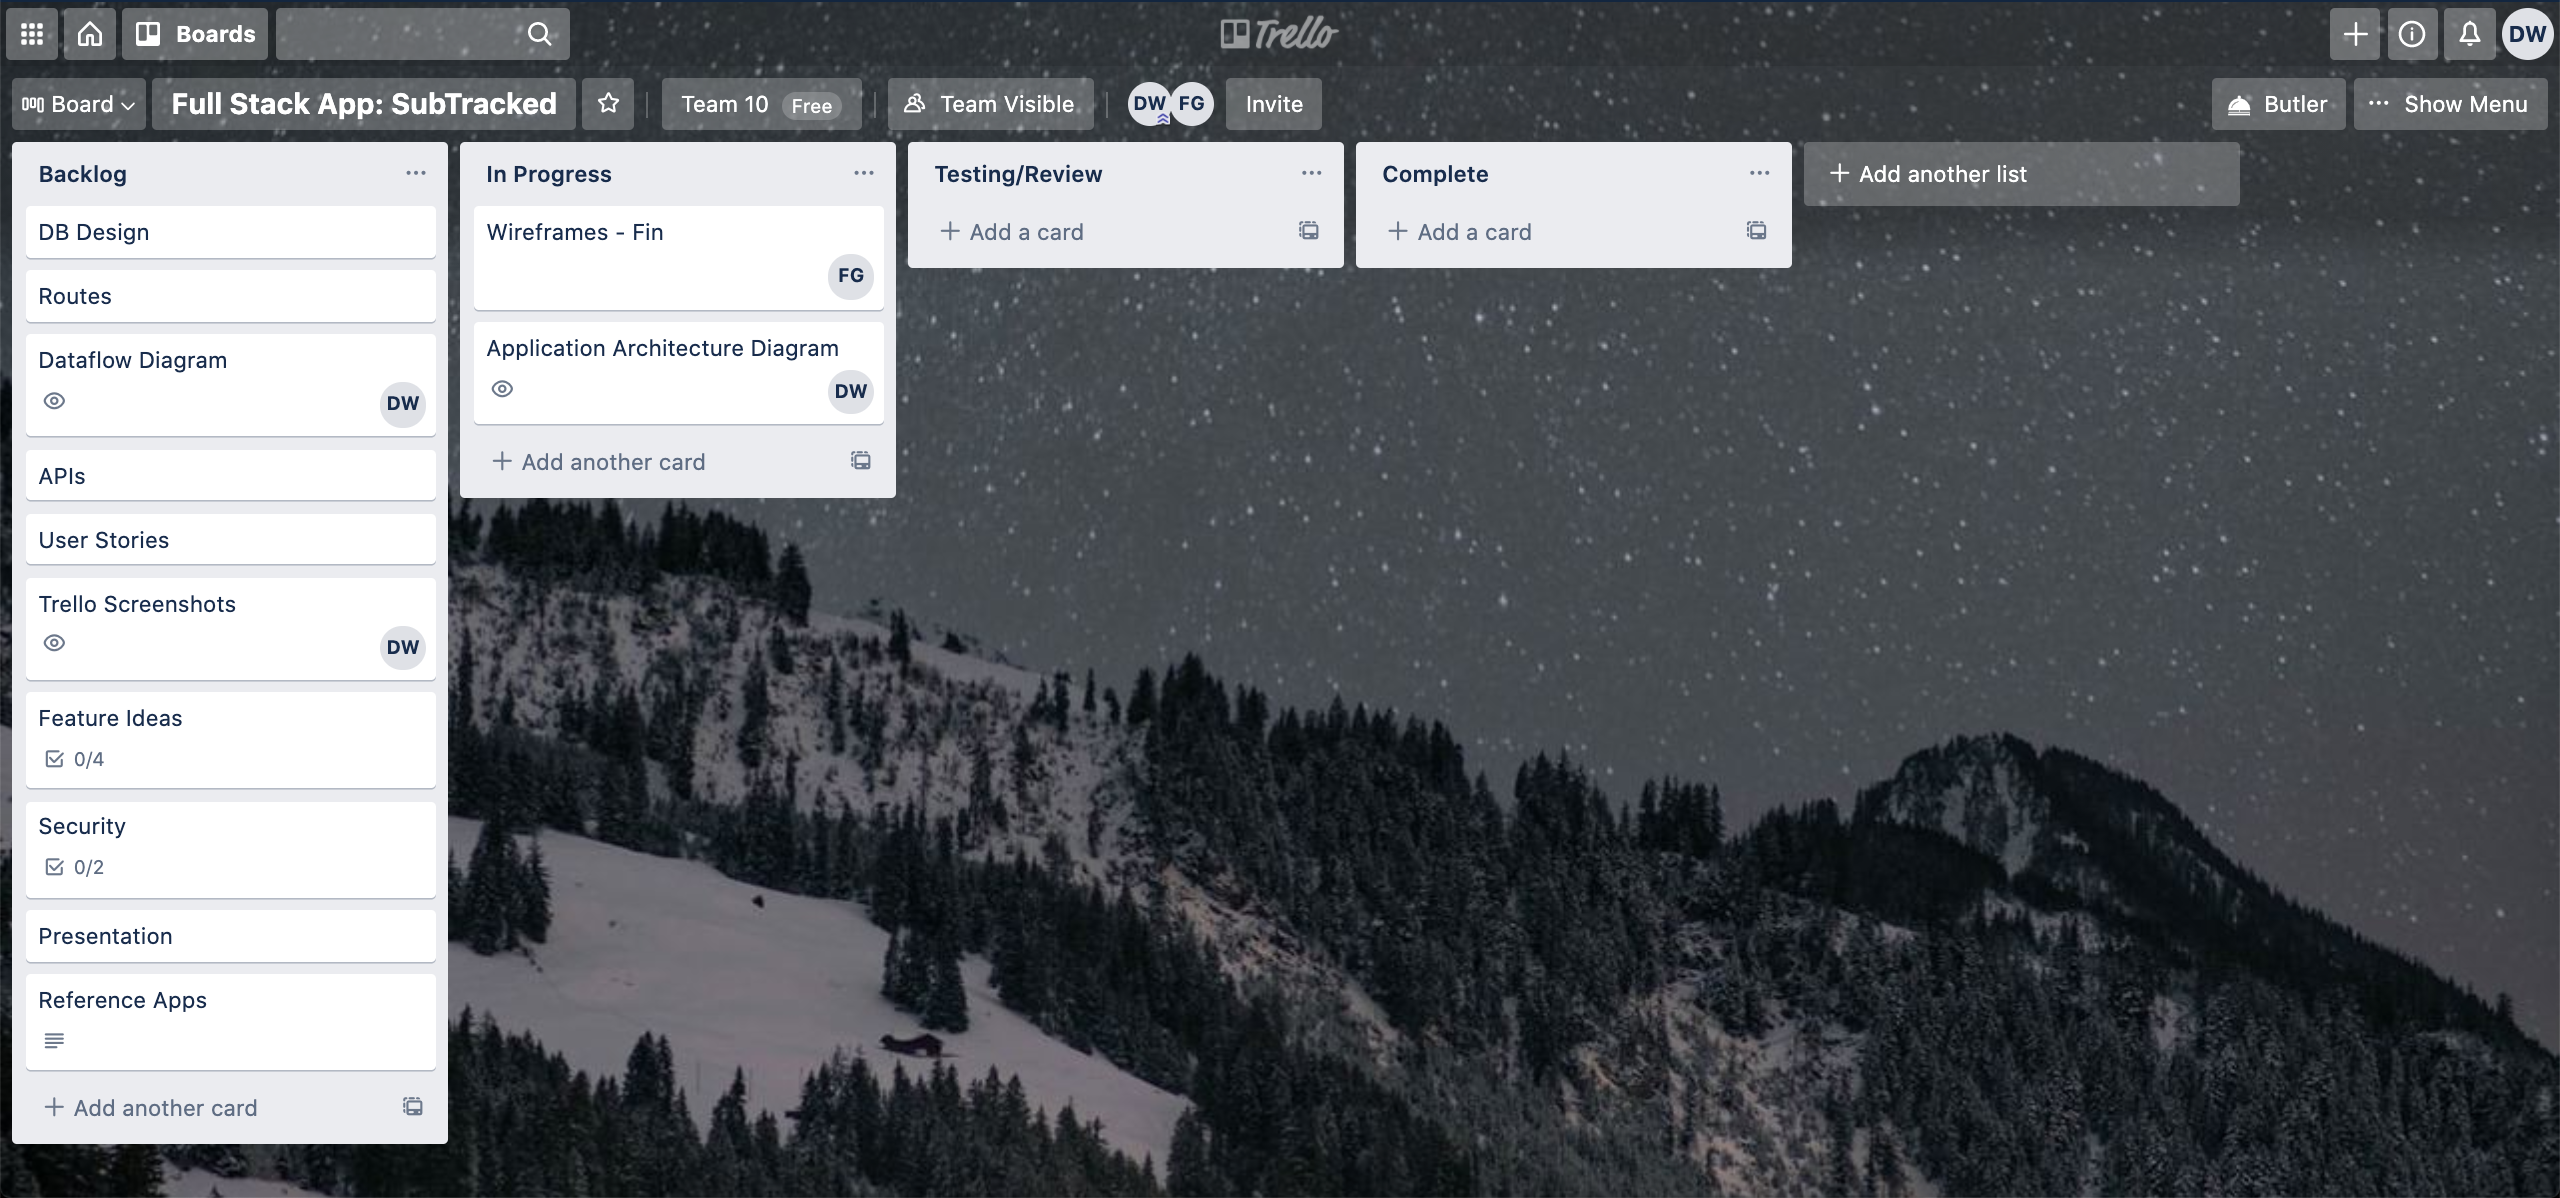 Boards
Trello
DW
Board
Full Stack App: SubTracked
Team 10 Free
Team Visible
DW FG
Invite
Butler
Show Menu
Backlog
DB Design
Routes
Dataflow Diagram
DW
APIs
User Stories
Trello Screenshots
DW
Feature Ideas
0/4
Security
0/2
Presentation
Reference Apps
Add another card
In Progress
Wireframes - Fin
FG
Application Architecture Diagram
DW
Add another card
Testing/Review
Add a card
Complete
Add a card
Add another list